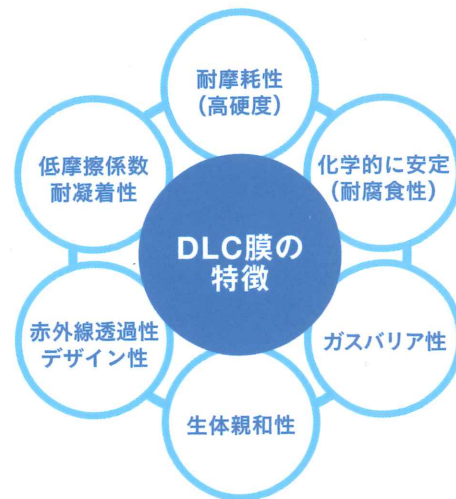 耐摩耗性
（高硬度）
低摩擦係数
耐凝着性
化学的に安定
（耐腐食性）
DLC膜の
特徴
赤外線透過性
デザイン性
ガスバリア性
生体親和性